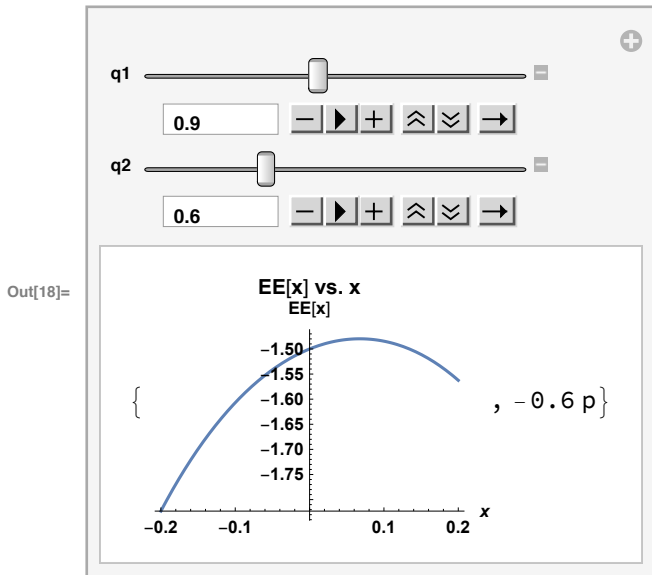 q1
0.9
q2
0.6
Out[18]=
EE[x] vs. x
EE[x]
-1.50
-1.55
-1.60
-1.65
-1.70
-1.75
{ , -0.6 p}
-0.2 -0.1 0.1 0.2 x